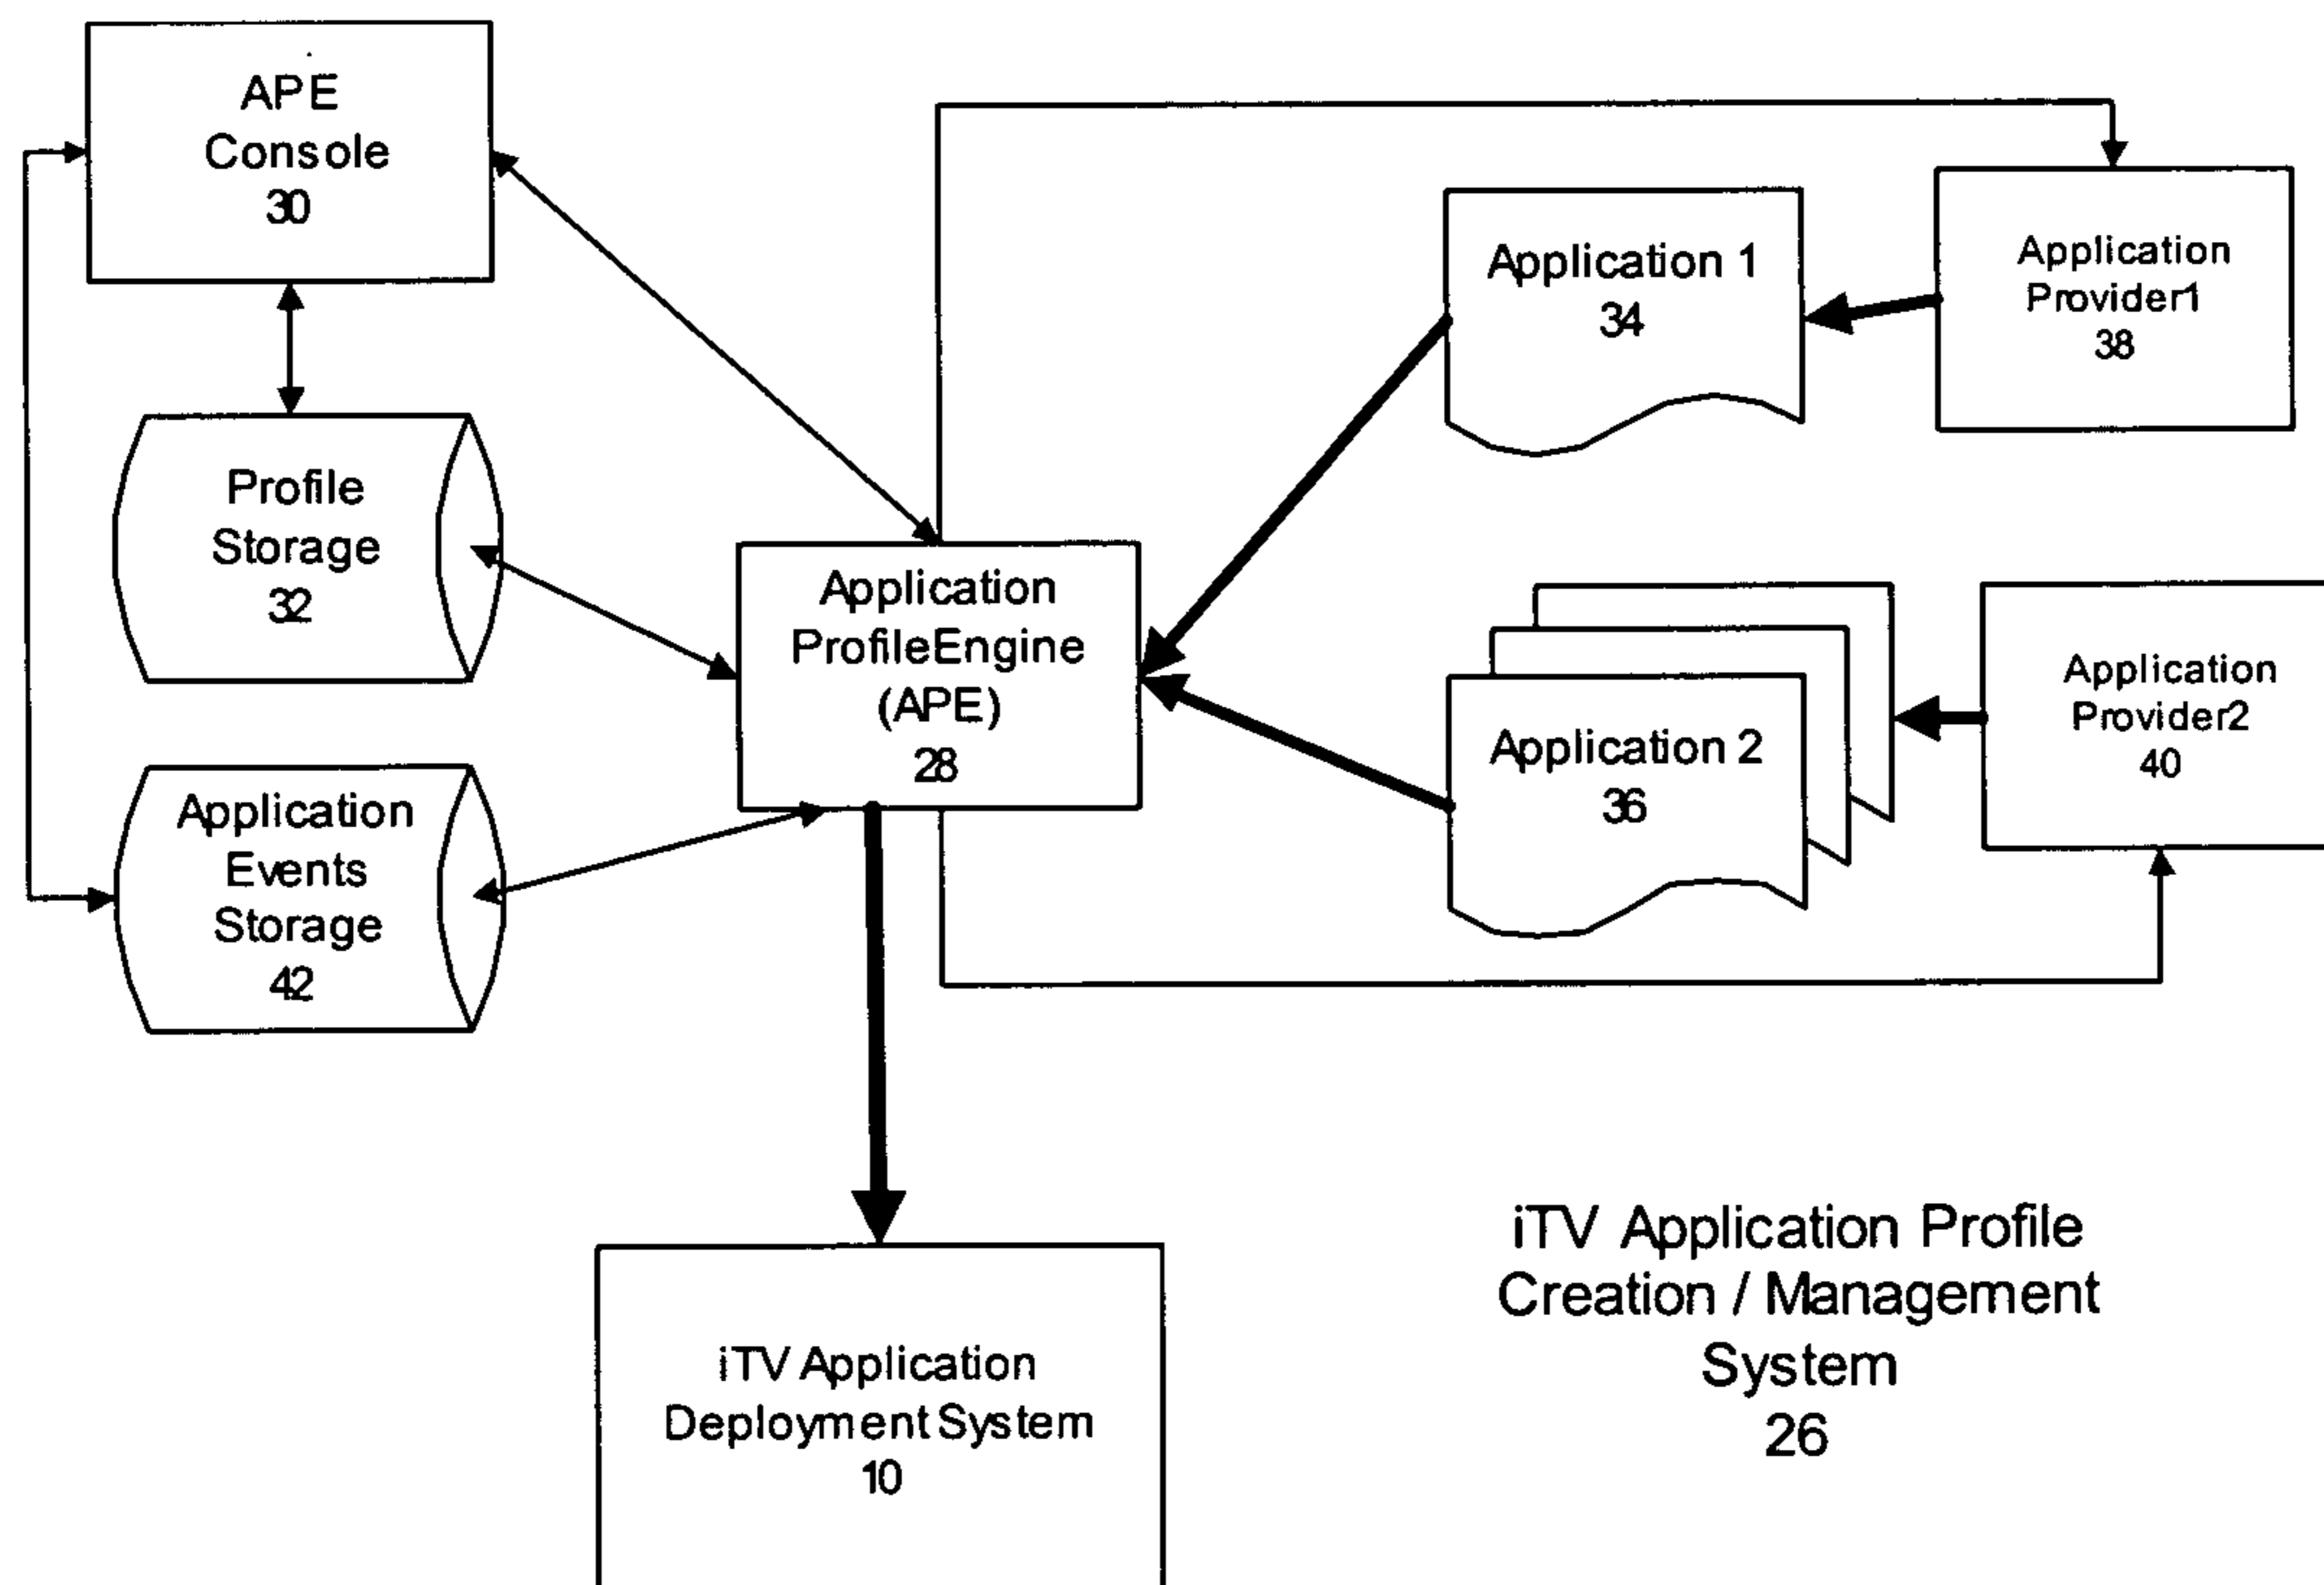 APE
Console
30
Application 1
34
Application
Provider1
38
Profile
Storage
32
Application
ProfileEngine
(APE)
28
Application 2
36
Application
Provider2
40
Application
Events
Storage
42
iTV Application
Deployment System
10
iTV Application Profile
Creation / Management
System
26